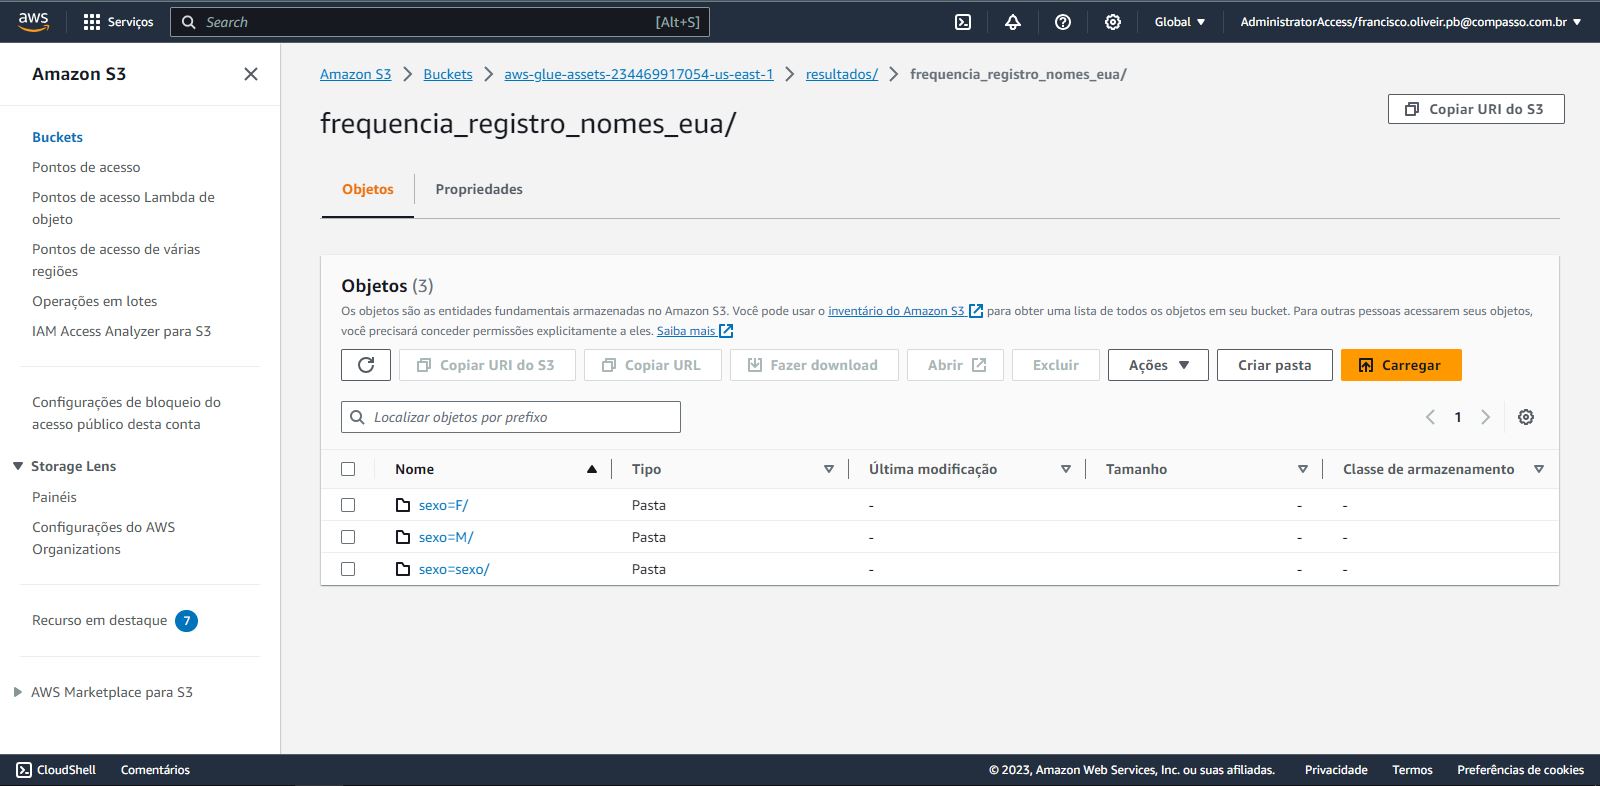 aws
Serviços
Search
[Alt+S]
Global
AdministratorAccess/francisco.oliveir.pb@compasso.com.br
Amazon S3
Buckets
Pontos de acesso
Pontos de acesso Lambda de
objeto
Pontos de acesso de várias
regiões
Operações em lotes
IAM Access Analyzer para S3
Configurações de bloqueio do
acesso público desta conta
Storage Lens
Painéis
Configurações do AWS
Organizations
Recurso em destaque 7
AWS Marketplace para S3
Amazon S3 > Buckets > aws-glue-assets-234469917054-us-east-1 > resultados/ > frequencia_registro_nomes_eua/
frequencia_registro_nomes_eua/
Copiar URI do S3
Objetos
Propriedades
Objetos (3)
Os objetos são as entidades fundamentais armazenadas no Amazon S3. Você pode usar o inventário do Amazon S3 para obter uma lista de todos os objetos em seu bucket. Para outras pessoas acessarem seus objetos,
você precisará conceder permissões explicitamente a eles. Saiba mais
Copiar URI do S3
Copiar URL
Fazer download
Abrir
Excluir
Ações
Criar pasta
Carregar
Localizar objetos por prefixo
1
Nome Tipo Última modificação Tamanho Classe de armazenamento
sexo=F/ Pasta - - -
sexo=M/ Pasta - - -
sexo=sexo/ Pasta - - -
CloudShell
Comentários
© 2023, Amazon Web Services, Inc. ou suas afiliadas.
Privacidade
Termos
Preferências de cookies